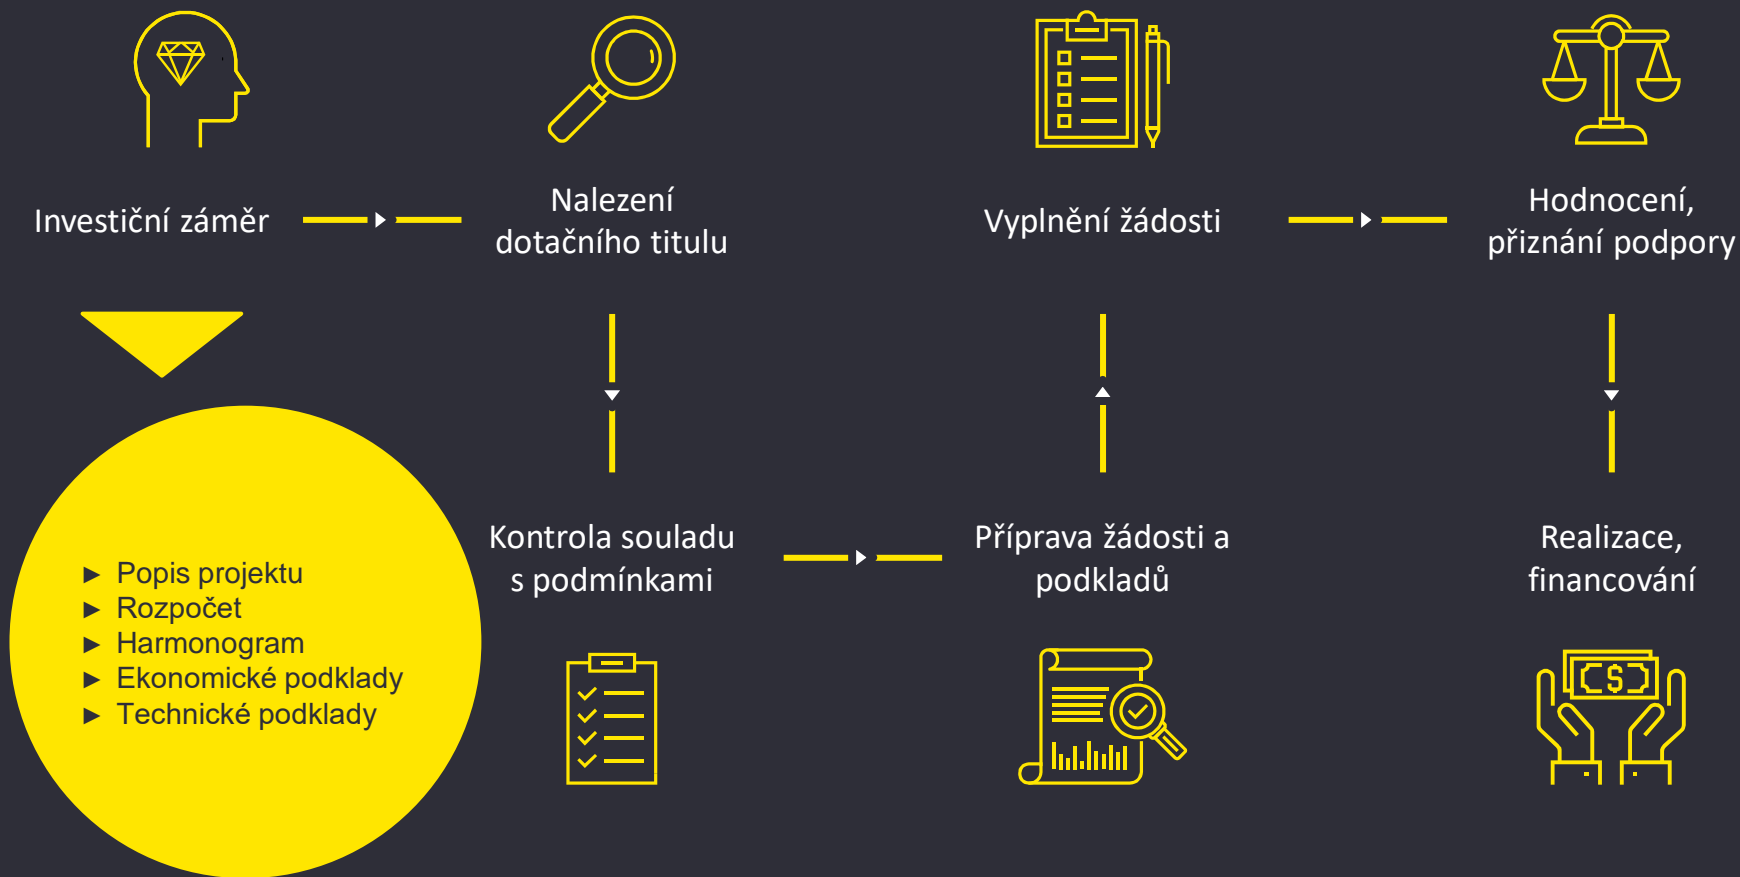 Investiční záměr
Nalezení
dotačního titulu
Vyplnění žádosti
Hodnocení,
přiznání podpory
► Popis projektu
► Rozpočet
► Harmonogram
► Ekonomické podklady
► Technické podklady
Kontrola souladu
s podmínkami
Příprava žádosti a
podkladů
Realizace,
financování
$